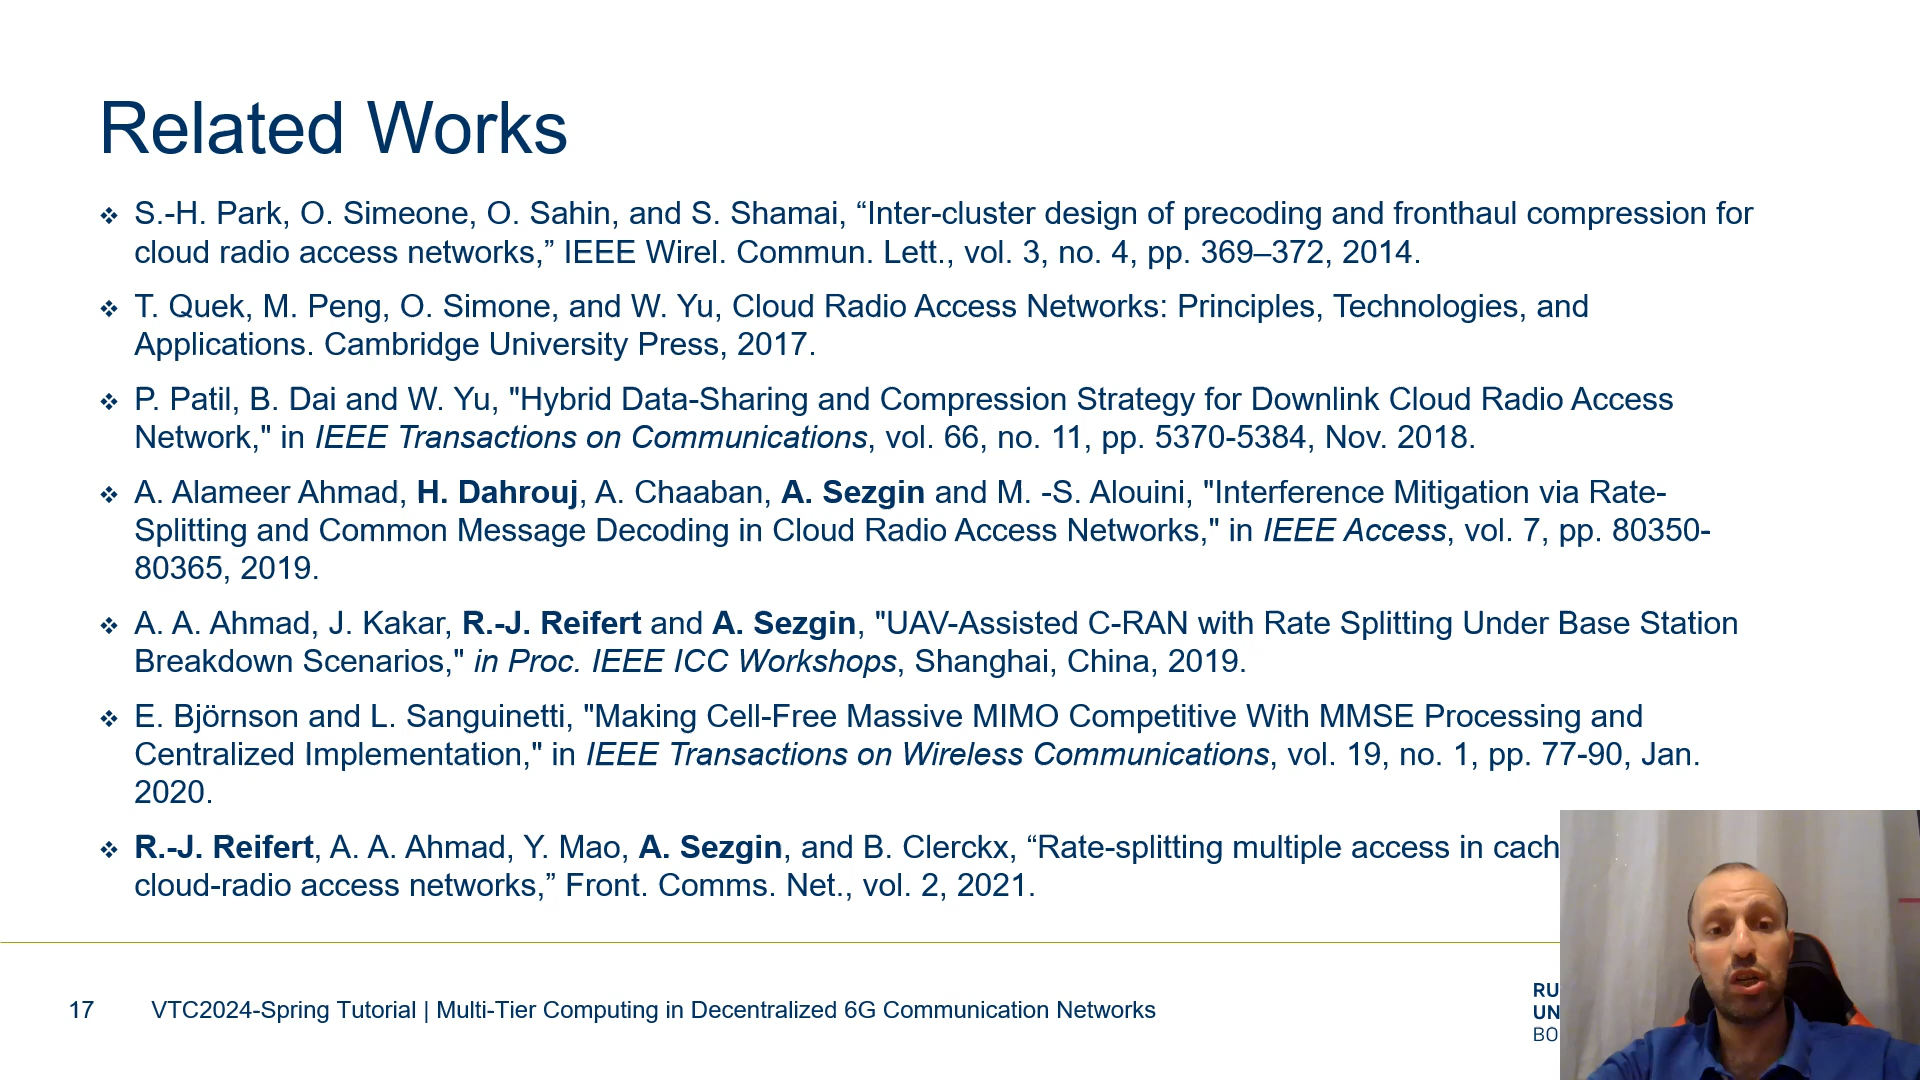 Related Works
❖ S.-H. Park, O. Simeone, O. Sahin, and S. Shamai, “Inter-cluster design of precoding and fronthaul compression for
cloud radio access networks,” IEEE Wirel. Commun. Lett., vol. 3, no. 4, pp. 369–372, 2014.
❖ T. Quek, M. Peng, O. Simone, and W. Yu, Cloud Radio Access Networks: Principles, Technologies, and
Applications. Cambridge University Press, 2017.
❖ P. Patil, B. Dai and W. Yu, "Hybrid Data-Sharing and Compression Strategy for Downlink Cloud Radio Access
Network," in IEEE Transactions on Communications, vol. 66, no. 11, pp. 5370-5384, Nov. 2018.
❖ A. Alameer Ahmad, H. Dahrouj, A. Chaaban, A. Sezgin and M. -S. Alouini, "Interference Mitigation via Rate-
Splitting and Common Message Decoding in Cloud Radio Access Networks," in IEEE Access, vol. 7, pp. 80350-
80365, 2019.
❖ A. A. Ahmad, J. Kakar, R.-J. Reifert and A. Sezgin, "UAV-Assisted C-RAN with Rate Splitting Under Base Station
Breakdown Scenarios," in Proc. IEEE ICC Workshops, Shanghai, China, 2019.
❖ E. Björnson and L. Sanguinetti, "Making Cell-Free Massive MIMO Competitive With MMSE Processing and
Centralized Implementation," in IEEE Transactions on Wireless Communications, vol. 19, no. 1, pp. 77-90, Jan.
2020.
❖ R.-J. Reifert, A. A. Ahmad, Y. Mao, A. Sezgin, and B. Clerckx, “Rate-splitting multiple access in cach
cloud-radio access networks,” Front. Comms. Net., vol. 2, 2021.
17 VTC2024-Spring Tutorial | Multi-Tier Computing in Decentralized 6G Communication Networks
RU
UN
BO